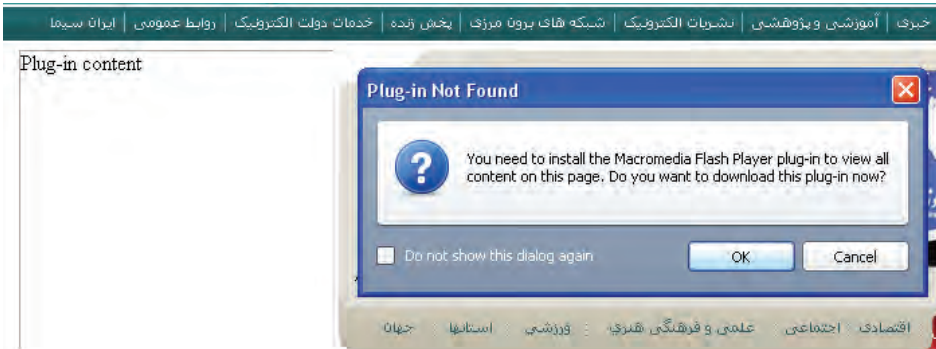 خبری | آموزشی و پژوهشی | نشریات الکترونیک | شبکه های برون مرزی | پخش زنده | خدمات دولت الکترونیک | روابط عمومی | ایران سیما
Plug-in content
Plug-in Not Found
You need to install the Macromedia Flash Player plug-in to view all
content on this page. Do you want to download this plug-in now?
Do not show this dialog again
OK
Cancel
اقتصادی اجتماعی علمی و فرهنگی هنری ورزشی استانها جهان